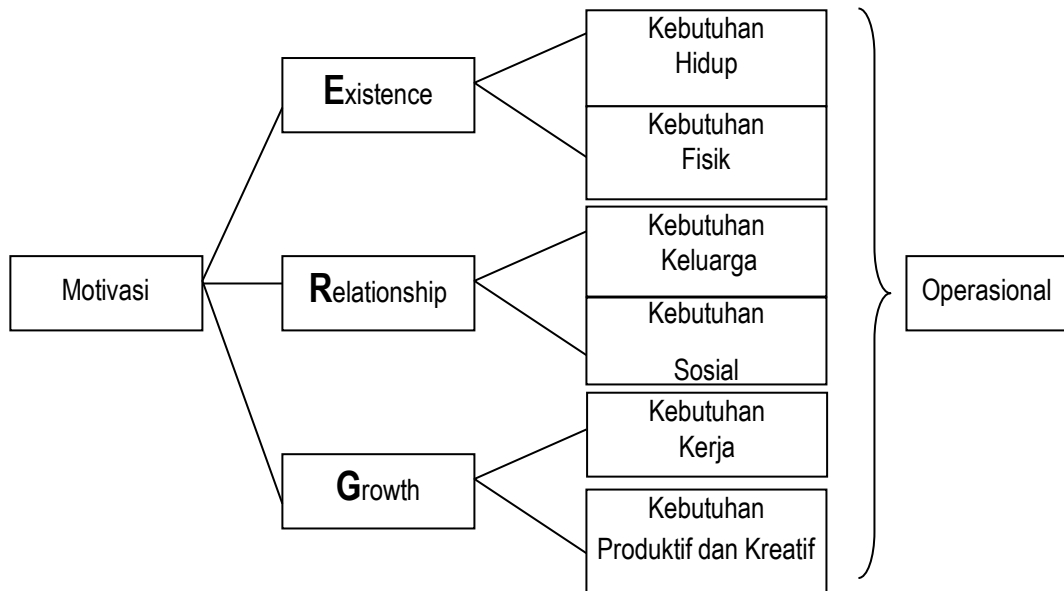 Motivasi
Existence
Relationship
Growth
Kebutuhan
Hidup
Kebutuhan
Fisik
Kebutuhan
Keluarga
Kebutuhan
Sosial
Kebutuhan
Kerja
Kebutuhan
Produktif dan Kreatif
Operasional